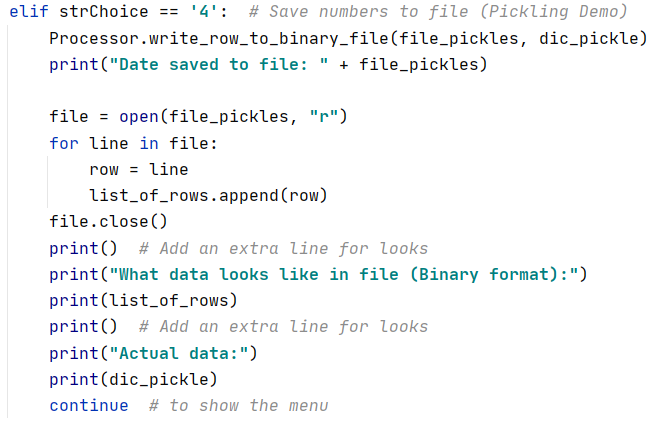 elif strChoice == '4':  # Save numbers to file (Pickling Demo)
    Processor.write_row_to_binary_file(file_pickles, dic_pickle)
    print("Date saved to file: " + file_pickles)

    file = open(file_pickles, "r")
    for line in file:
        row = line
        list_of_rows.append(row)
    file.close()
    print()  # Add an extra line for looks
    print("What data looks like in file (Binary format):")
    print(list_of_rows)
    print()  # Add an extra line for looks
    print("Actual data:")
    print(dic_pickle)
    continue  # to show the menu